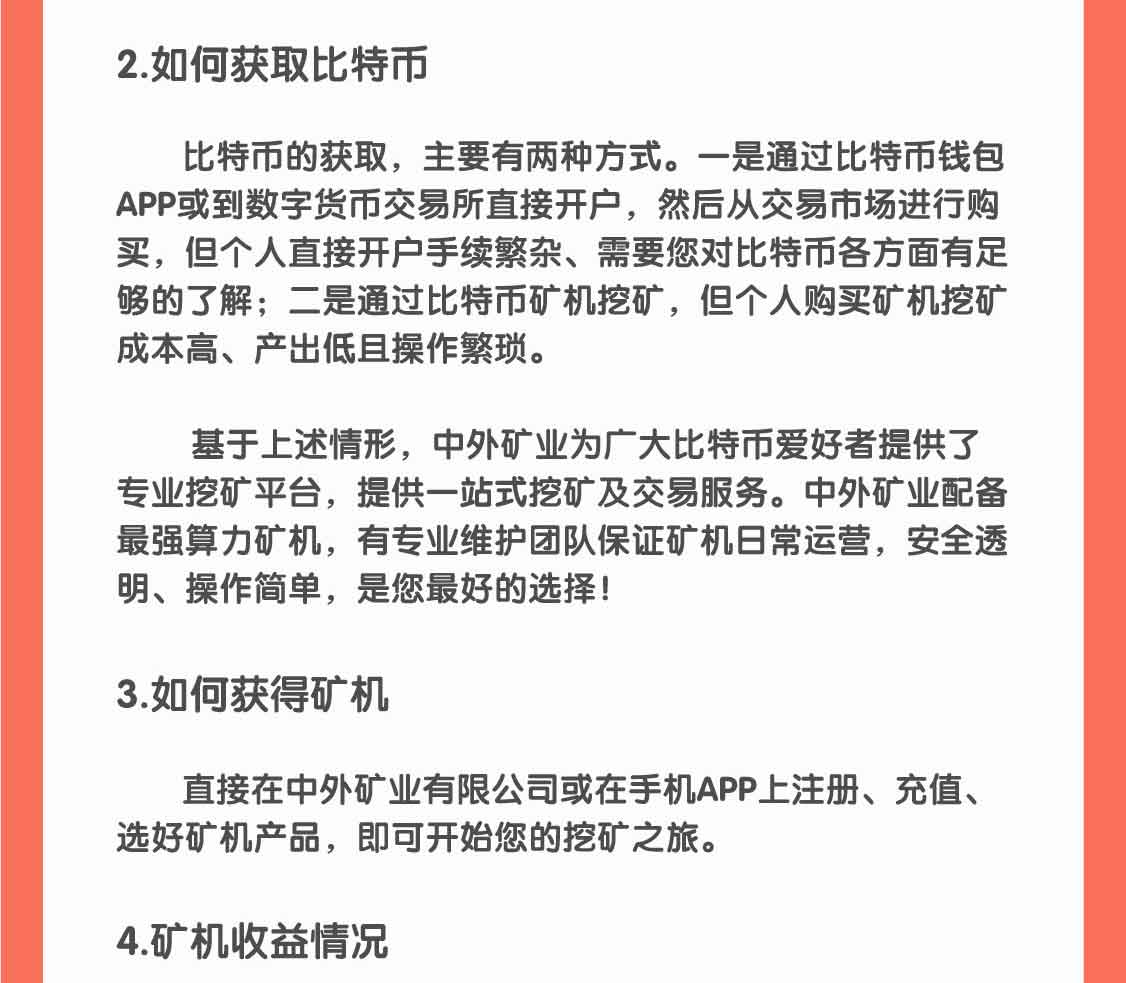 2.如何获取比特币
比特币的获取，主要有两种方式。一是通过比特币钱包
APP或到数字货币交易所直接开户，然后从交易市场进行购
买，但个人直接开户手续繁杂、需要您对比特币各方面有足
够的了解；二是通过比特币矿机挖矿，但个人购买矿机挖矿
成本高、产出低且操作繁琐。
基于上述情形，中外矿业为广大比特币爱好者提供了
专业挖矿平台，提供一站式挖矿及交易服务。中外矿业配备
最强算力矿机，有专业维护团队保证矿机日常运营，安全透
明、操作简单，是您最好的选择！
3.如何获得矿机
直接在中外矿业有限公司或在手机APP上注册、充值、
选好矿机产品，即可开始您的挖矿之旅。
4.矿机收益情况